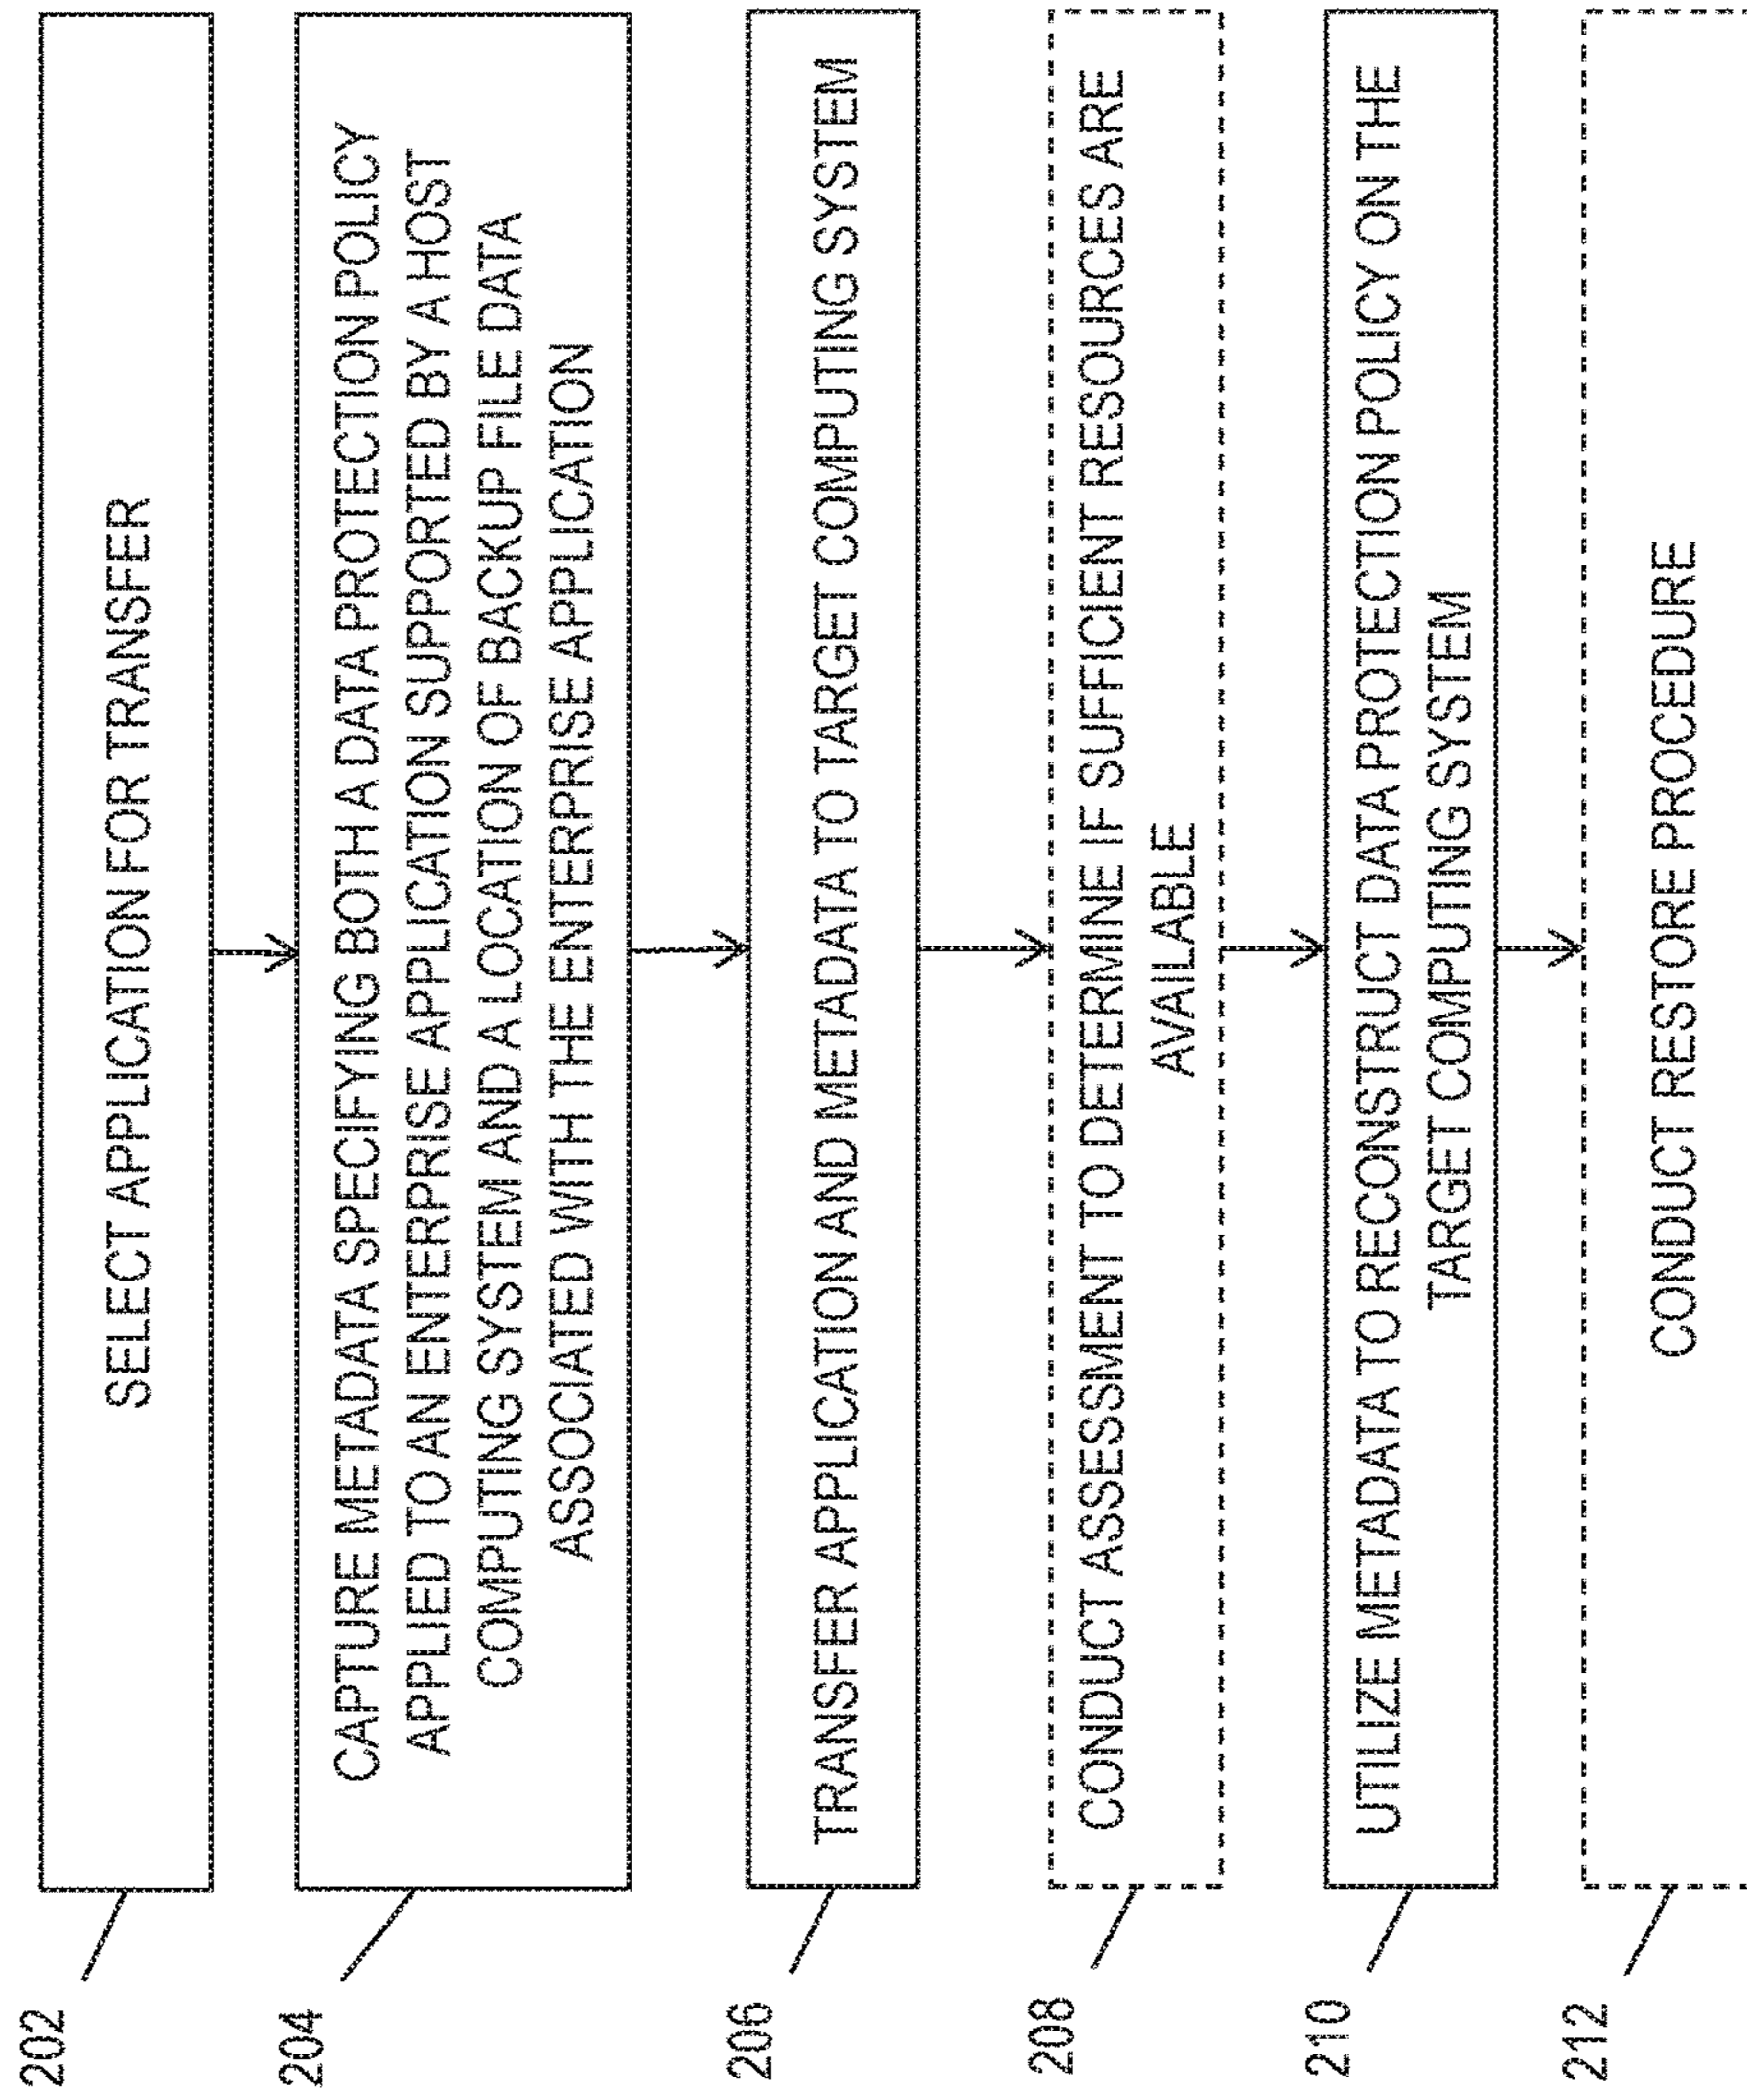 202
SELECT APPLICATION FOR TRANSFER
204
CAPTURE METADATA SPECIFYING BOTH A DATA PROTECTION POLICY
APPLIED TO AN ENTERPRISE APPLICATION SUPPORTED BY A HOST
COMPUTING SYSTEM AND A LOCATION OF BACKUP FILE DATA
ASSOCIATED WITH THE ENTERPRISE APPLICATION
206
TRANSFER APPLICATION AND METADATA TO TARGET COMPUTING SYSTEM
208
CONDUCT ASSESSMENT TO DETERMINE IF SUFFICIENT RESOURCES ARE
AVAILABLE
210
UTILIZE METADATA TO RECONSTRUCT DATA PROTECTION POLICY ON THE
TARGET COMPUTING SYSTEM
212
CONDUCT RESTORE PROCEDURE